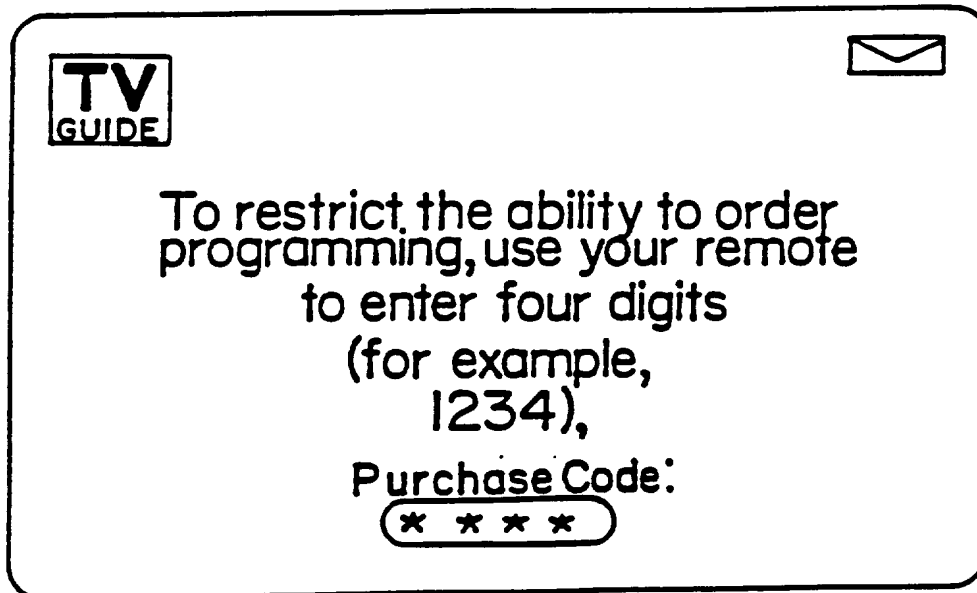 TV
GUIDE
To restrict the ability to order
programming, use your remote
to enter four digits
(for example,
1234),
Purchase Code:
* * * *